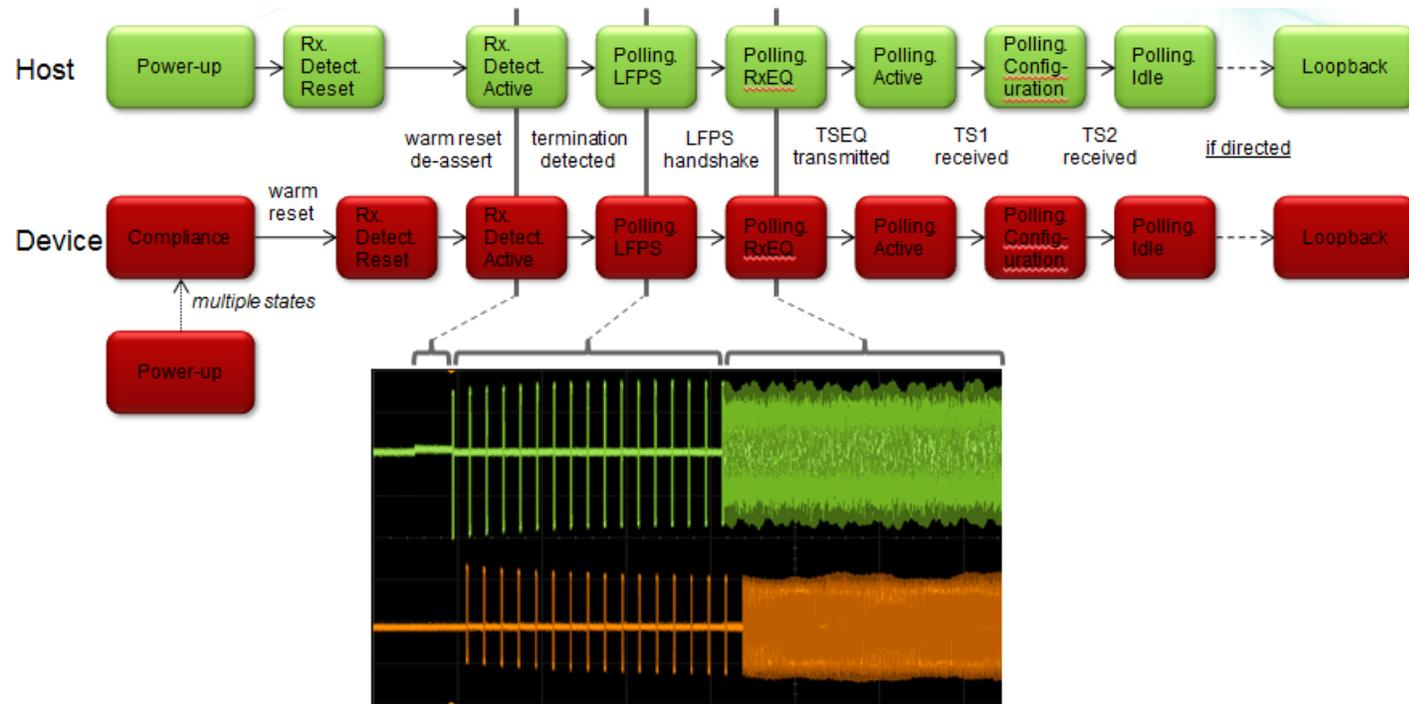 Host
Power-up
Rx.
Detect.
Reset
Rx.
Detect.
Active
Polling.
LFPS
Polling.
RxEQ
Polling.
Active
Polling.
Config-
uration
Polling.
Idle
Loopback
warm reset
de-assert
termination
detected
LFPS
handshake
TSEQ
transmitted
TS1
received
TS2
received
if directed
warm
reset
Device
Compliance
Rx.
Detect.
Reset
Rx.
Detect.
Active
Polling.
LFPS
Polling.
RxEQ
Polling.
Active
Polling.
Config-
uration
Polling.
Idle
Loopback
multiple states
Power-up